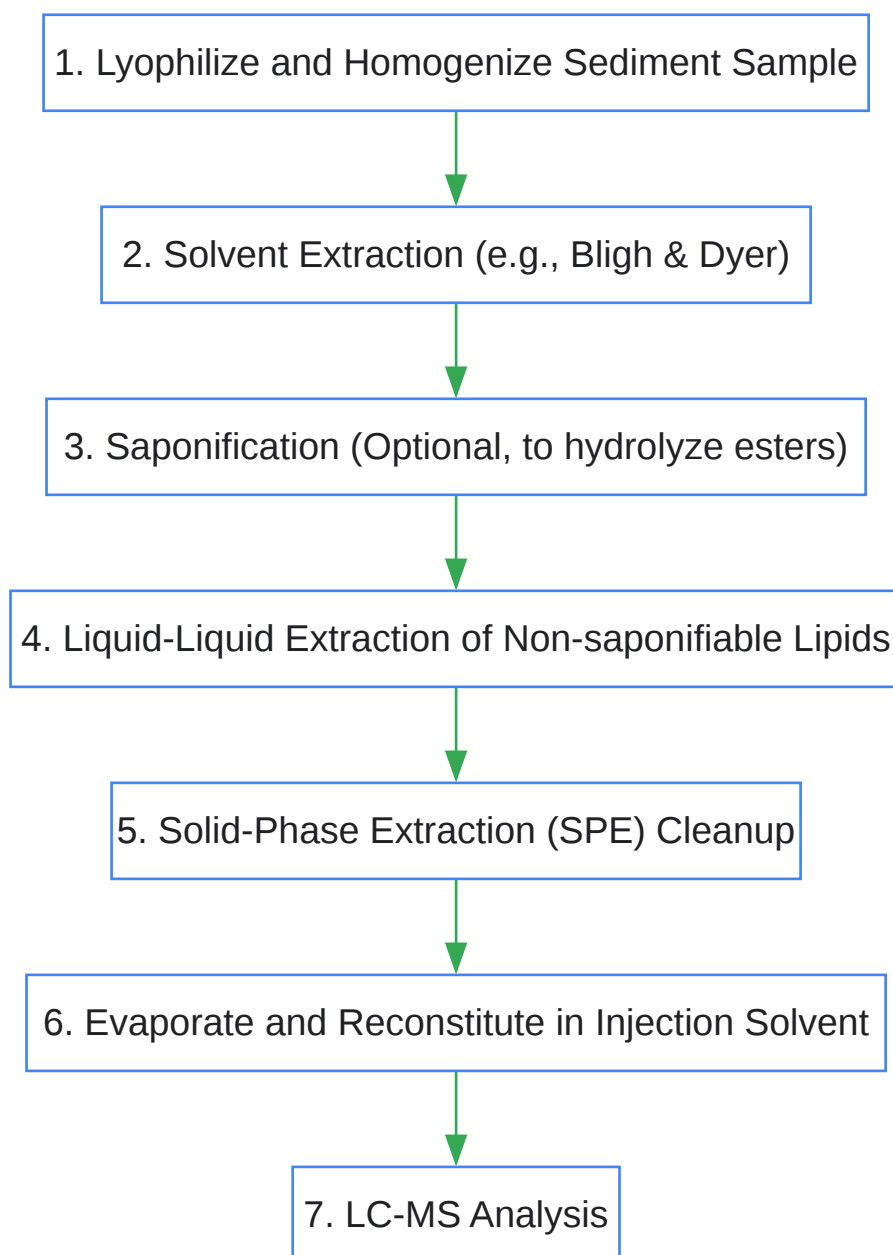 1. Lyophilize and Homogenize Sediment Sample
2. Solvent Extraction (e.g., Bligh & Dyer)
3. Saponification (Optional, to hydrolyze esters)
4. Liquid-Liquid Extraction of Non-saponifiable Lipids
5. Solid-Phase Extraction (SPE) Cleanup
6. Evaporate and Reconstitute in Injection Solvent
7. LC-MS Analysis